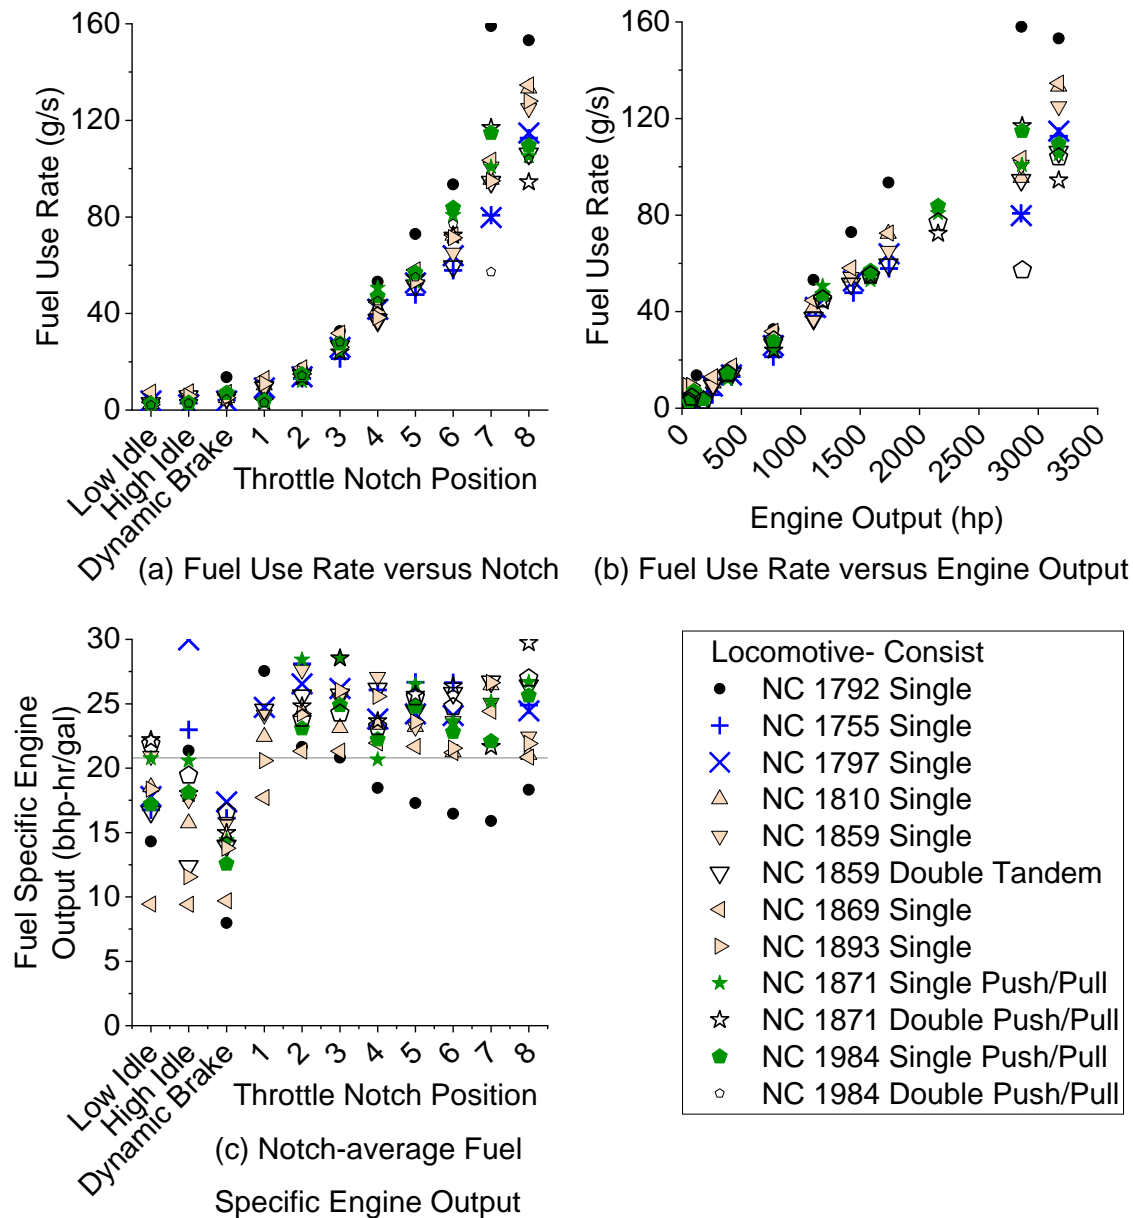 160
120
80
40
0
Fuel Use Rate (g/s)
Low Idle
High Idle
Dynamic Brake
1
2
3
4
5
6
7
8
Throttle Notch Position
(a) Fuel Use Rate versus Notch
160
120
80
40
0
Fuel Use Rate (g/s)
0
500
1000
1500
2000
2500
3000
3500
Engine Output (hp)
(b) Fuel Use Rate versus Engine Output
30
25
20
15
10
5
0
Fuel Specific Engine
Output (bhp-hr/gal)
Low Idle
High Idle
Dynamic Brake
1
2
3
4
5
6
7
8
Throttle Notch Position
(c) Notch-average Fuel
Specific Engine Output
Locomotive- Consist
NC 1792 Single
NC 1755 Single
NC 1797 Single
NC 1810 Single
NC 1859 Single
NC 1859 Double Tandem
NC 1869 Single
NC 1893 Single
NC 1871 Single Push/Pull
NC 1871 Double Push/Pull
NC 1984 Single Push/Pull
NC 1984 Double Push/Pull